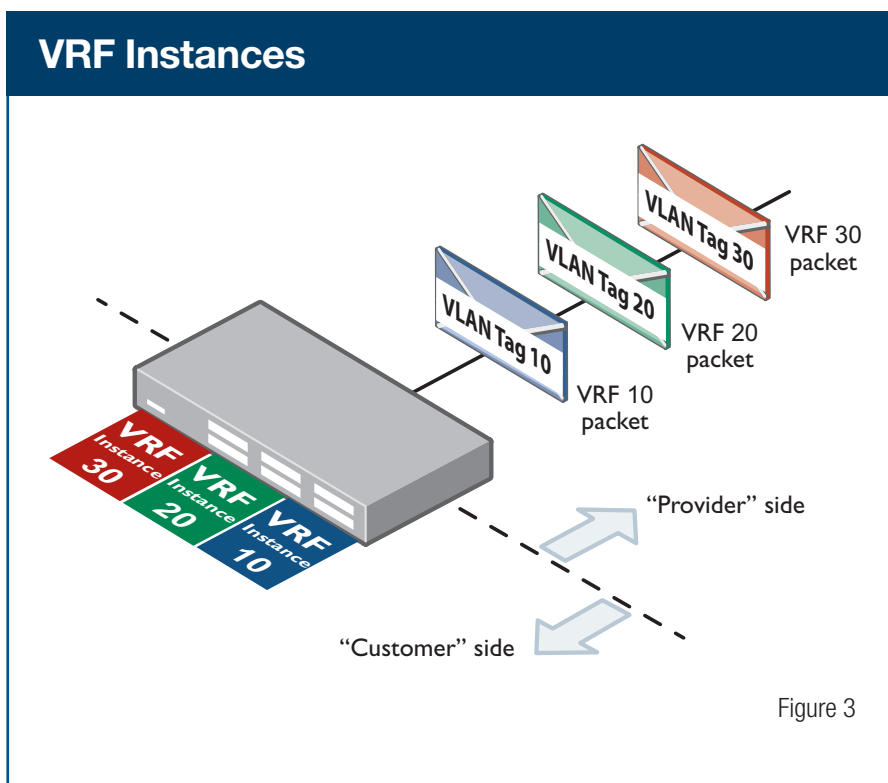 VRF Instances
VLAN Tag 30
VRF 30
packet
VLAN Tag 20
VRF 20
packet
VLAN Tag 10
VRF 10
packet
VRF
Instance
30
VRF
Instance
20
VRF
Instance
10
“Provider” side
“Customer” side
Figure 3